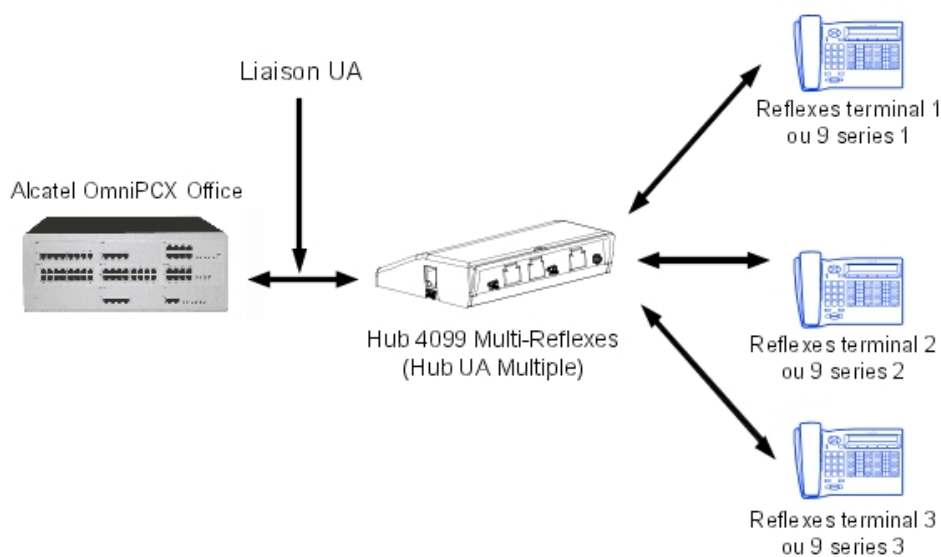 Liaison UA
Alcatel OmniPCX Office
Hub 4099 Multi-Reflexes
(Hub UA Multiple)
Reflexes terminal 1
ou 9 series 1
Reflexes terminal 2
ou 9 series 2
Reflexes terminal 3
ou 9 series 3